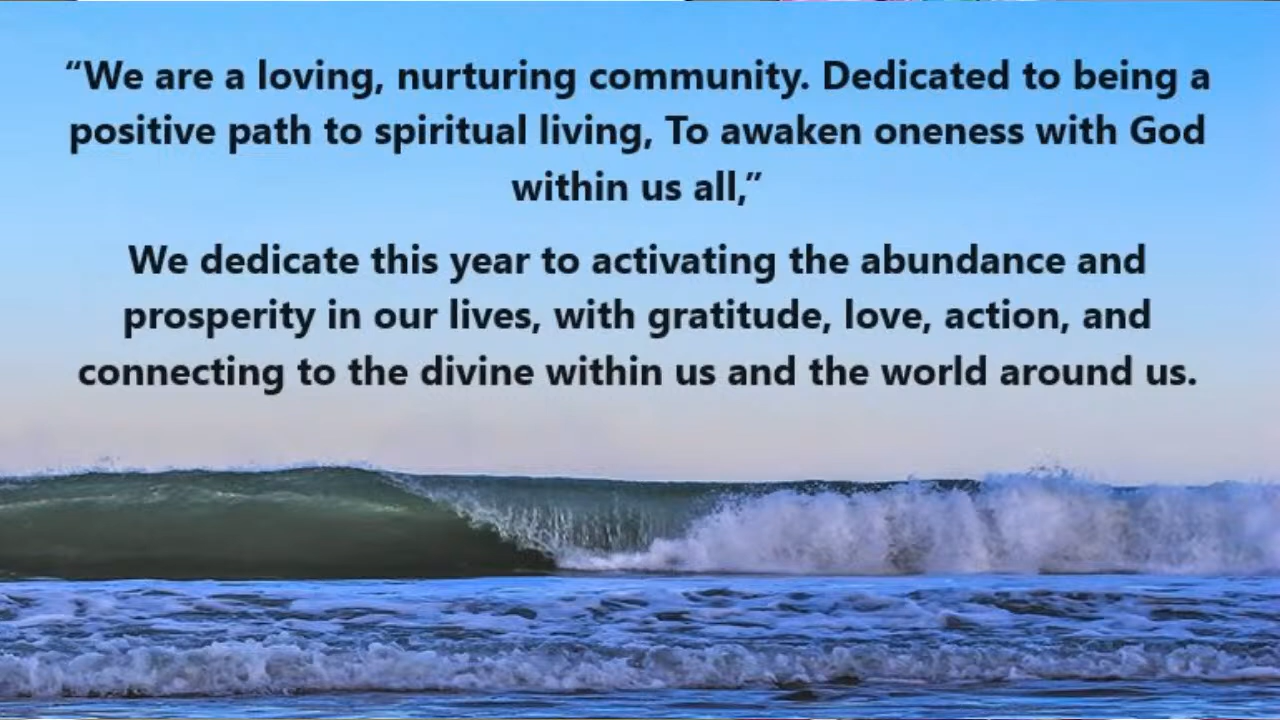 “We are a loving, nurturing community. Dedicated to being a
positive path to spiritual living, To awaken oneness with God
within us all,”
We dedicate this year to activating the abundance and
prosperity in our lives, with gratitude, love, action, and
connecting to the divine within us and the world around us.